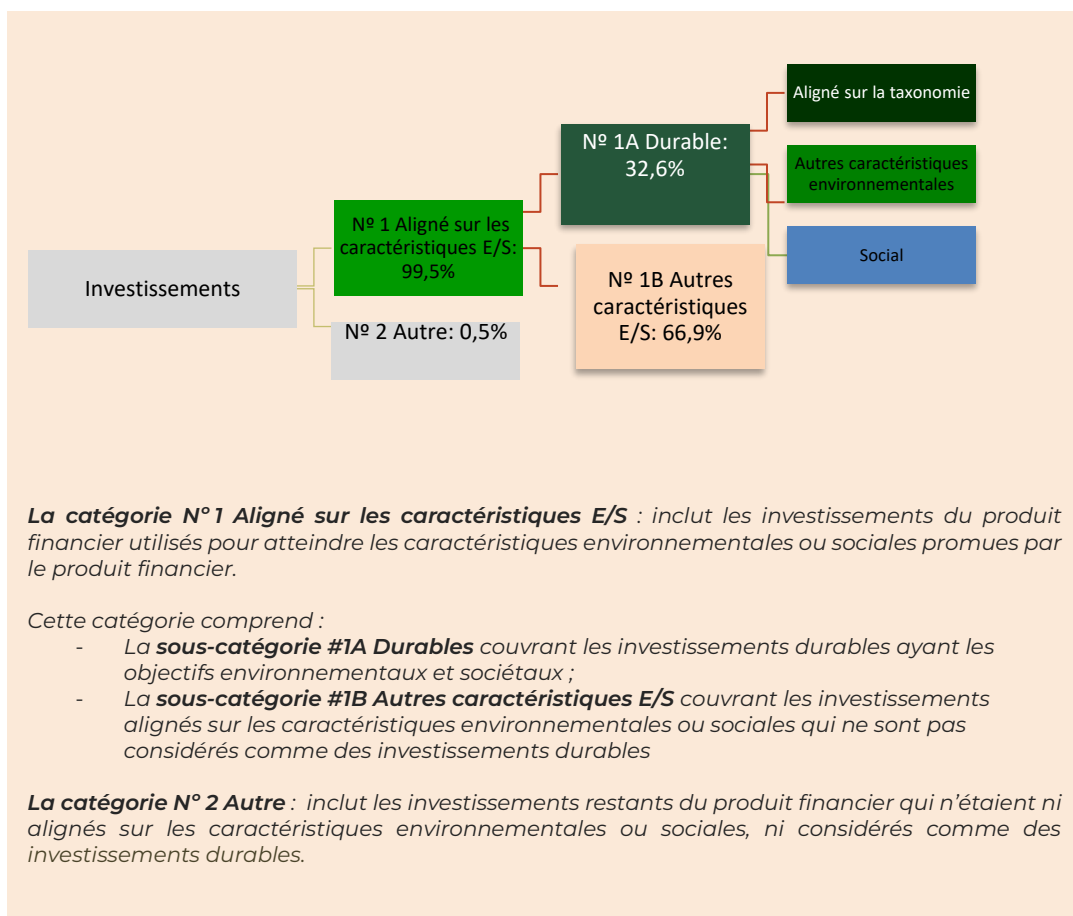 Aligné sur la taxonomie
Nº 1A Durable:
32,6%
Autres caractéristiques
environnementales
Nº 1 Aligné sur les
caractéristiques E/S:
99,5%
Social
Investissements
Nº 1B Autres
caractéristiques
E/S: 66,9%
Nº 2 Autre: 0,5%
La catégorie N° 1 Aligné sur les caractéristiques E/S : inclut les investissements du produit
financier utilisés pour atteindre les caractéristiques environnementales ou sociales promues par
le produit financier.
Cette catégorie comprend :
- La sous-catégorie #1A Durables couvrant les investissements durables ayant les
objectifs environnementaux et sociétaux ;
- La sous-catégorie #1B Autres caractéristiques E/S couvrant les investissements
alignés sur les caractéristiques environnementales ou sociales qui ne sont pas
considérés comme des investissements durables
La catégorie N° 2 Autre : inclut les investissements restants du produit financier qui n’étaient ni
alignés sur les caractéristiques environnementales ou sociales, ni considérés comme des
investissements durables.